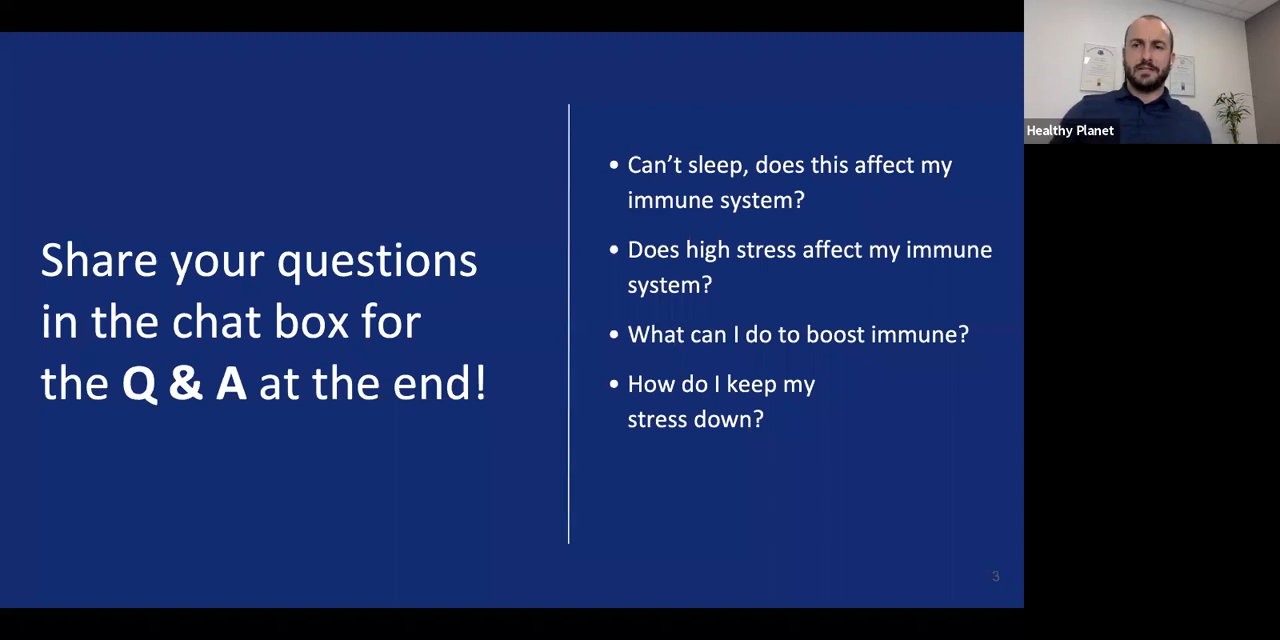 Share your questions
in the chat box for
the Q & A at the end!
• Can’t sleep, does this affect my
immune system?
• Does high stress affect my immune
system?
• What can I do to boost immune?
• How do I keep my
stress down?
3
Healthy Planet